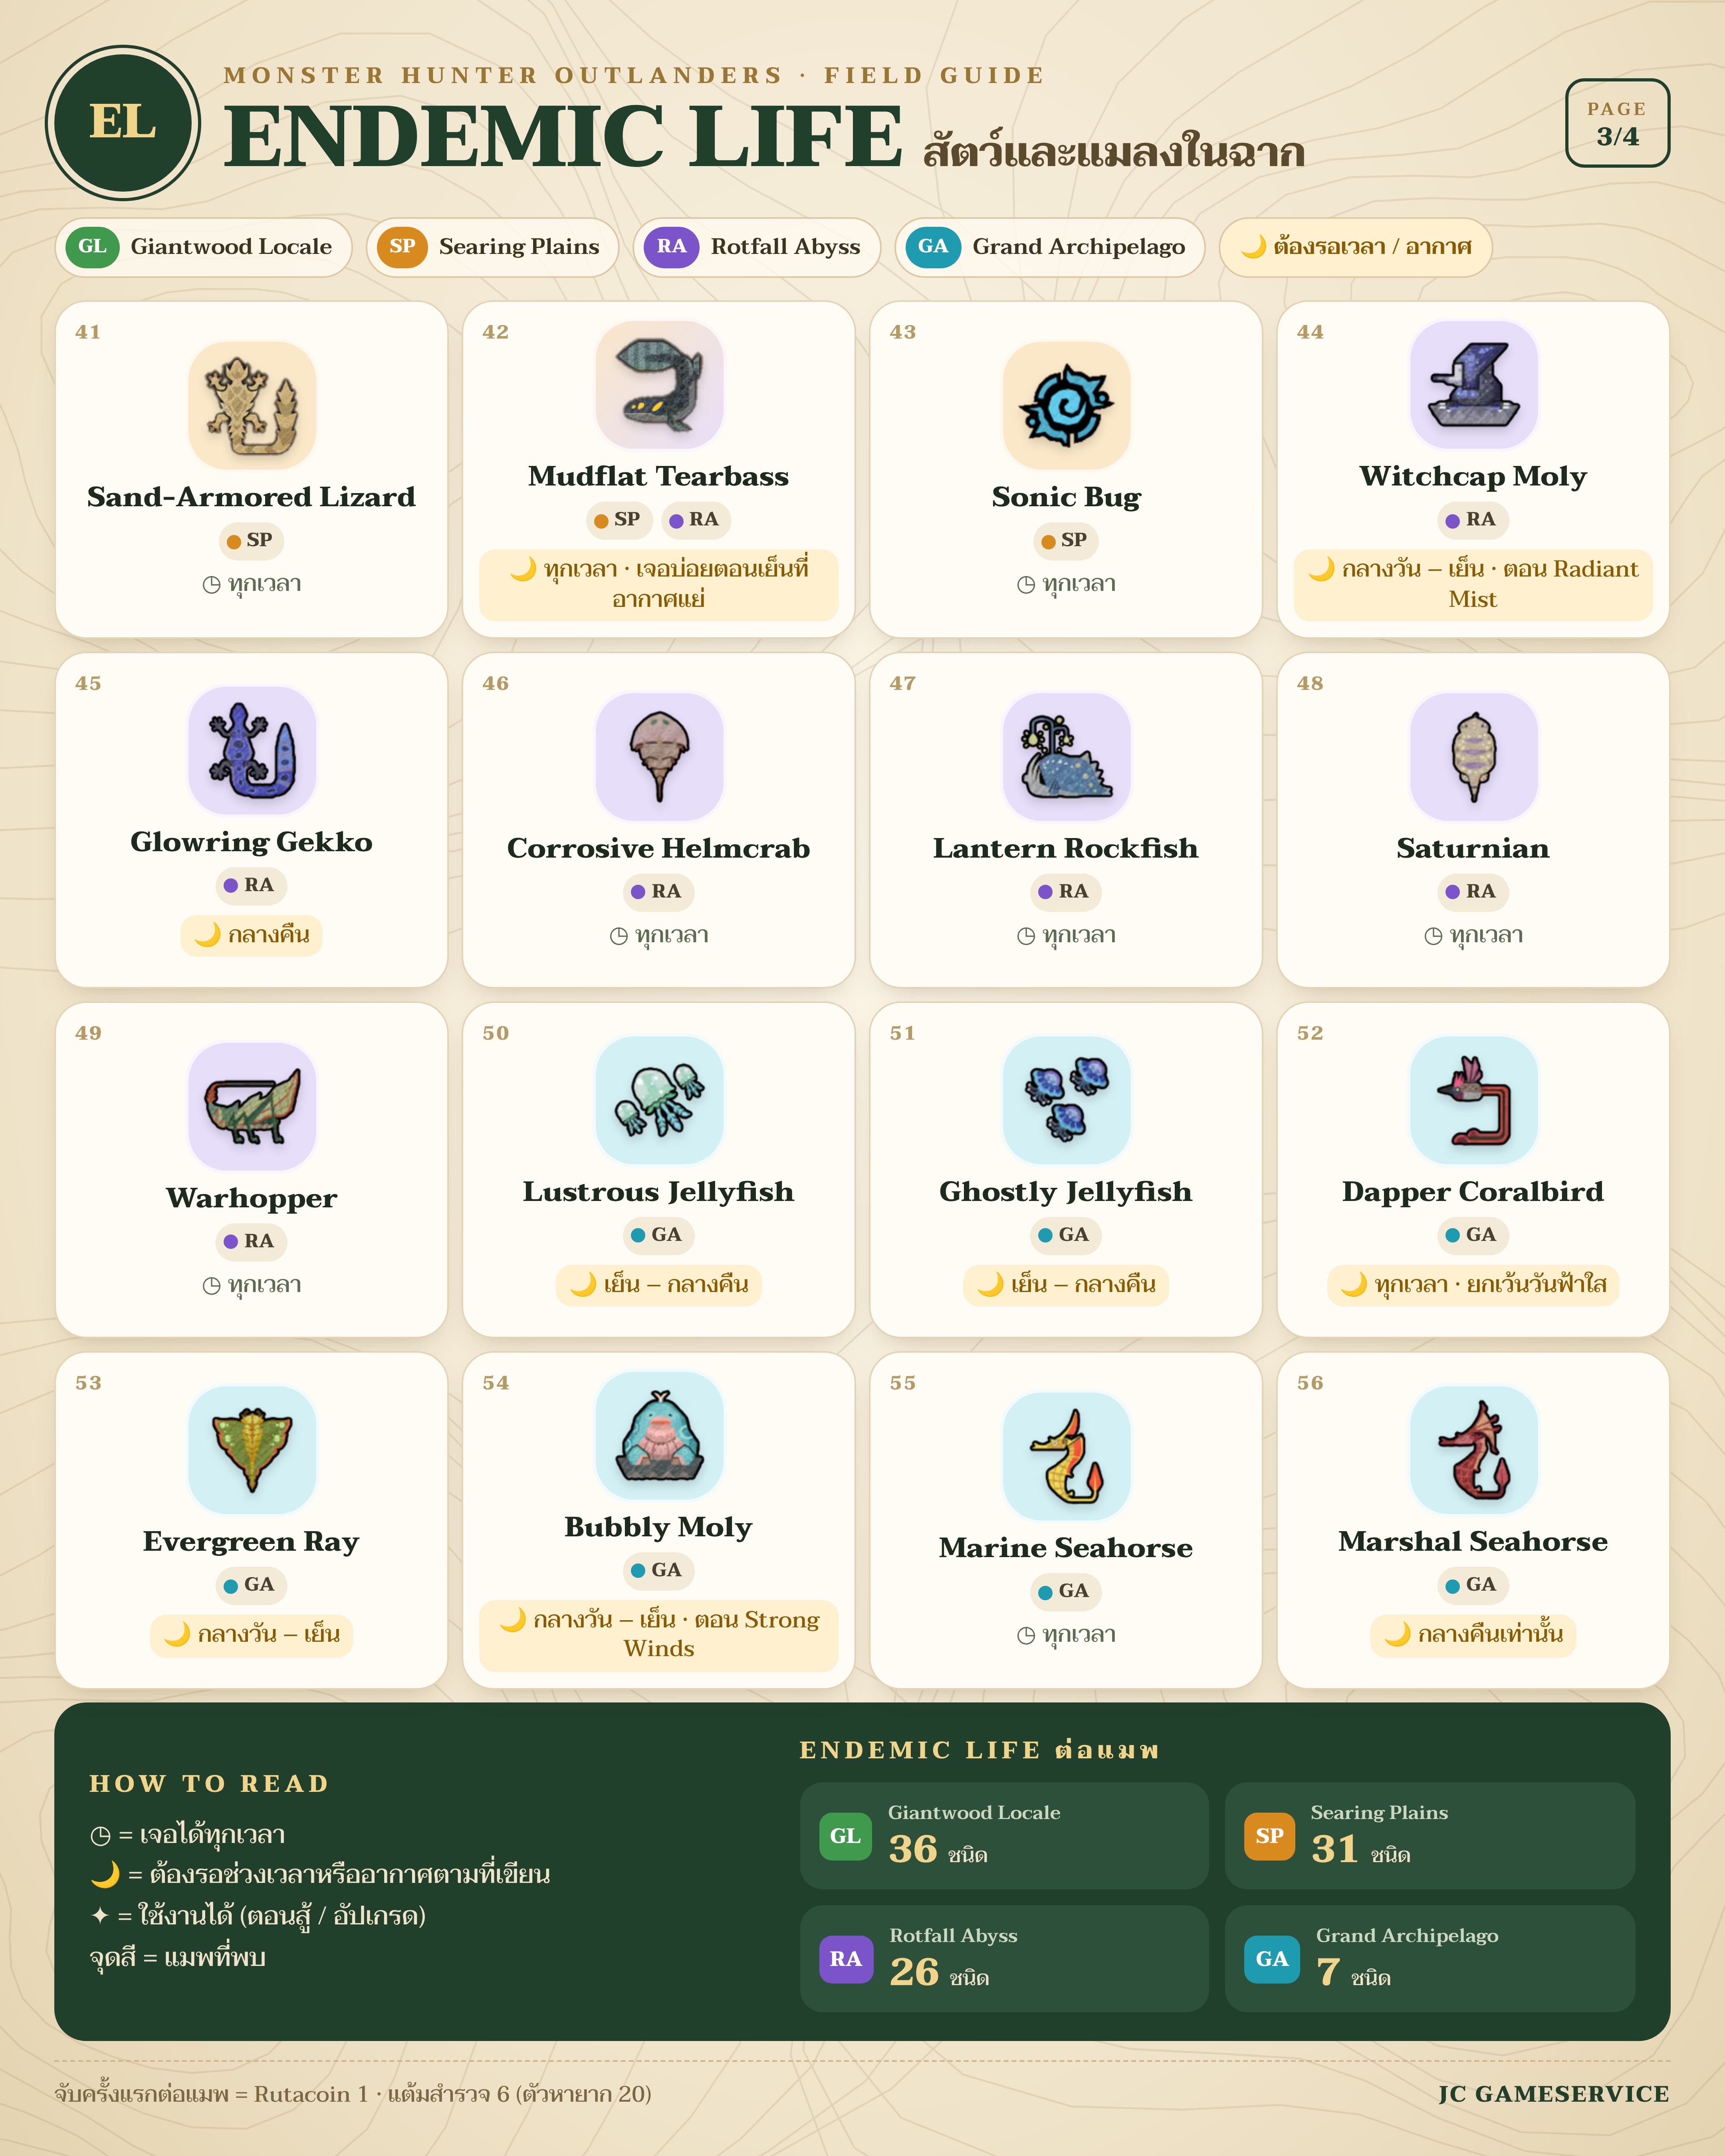 EL
MONSTER HUNTER OUTLANDERS · FIELD GUIDE
ENDEMIC LIFE สัตว์และแมลงในฉาก
PAGE
3/4
GL Giantwood Locale
SP Searing Plains
RA Rotfall Abyss
GA Grand Archipelago
🌙 ต้องรอเวลา / อากาศ
41
Sand-Armored Lizard
SP
◷ ทุกเวลา
42
Mudflat Tearbass
SP RA
🌙 ทุกเวลา · เจอบ่อยตอนเย็นที่
อากาศแย่
43
Sonic Bug
SP
◷ ทุกเวลา
44
Witchcap Moly
RA
🌙 กลางวัน – เย็น · ตอน Radiant
Mist
45
Glowring Gekko
RA
🌙 กลางคืน
46
Corrosive Helmcrab
RA
◷ ทุกเวลา
47
Lantern Rockfish
RA
◷ ทุกเวลา
48
Saturnian
RA
◷ ทุกเวลา
49
Warhopper
RA
◷ ทุกเวลา
50
Lustrous Jellyfish
GA
🌙 เย็น – กลางคืน
51
Ghostly Jellyfish
GA
🌙 เย็น – กลางคืน
52
Dapper Coralbird
GA
🌙 ทุกเวลา · ยกเว้นวันฟ้าใส
53
Evergreen Ray
GA
🌙 กลางวัน – เย็น
54
Bubbly Moly
GA
🌙 กลางวัน – เย็น · ตอน Strong
Winds
55
Marine Seahorse
GA
◷ ทุกเวลา
56
Marshal Seahorse
GA
🌙 กลางคืนเท่านั้น
HOW TO READ
◷ = เจอได้ทุกเวลา
🌙 = ต้องรอช่วงเวลาหรืออากาศตามที่เขียน
✦ = ใช้งานได้ (ตอนสู้ / อัปเกรด)
จุดสี = แมพที่พบ
ENDEMIC LIFE ต่อแมพ
GL
Giantwood Locale
36 ชนิด
SP
Searing Plains
31 ชนิด
RA
Rotfall Abyss
26 ชนิด
GA
Grand Archipelago
7 ชนิด
จับครั้งแรกต่อแมพ = Rutacoin 1 · แต้มสำรวจ 6 (ตัวหายาก 20)
JC GAMESERVICE